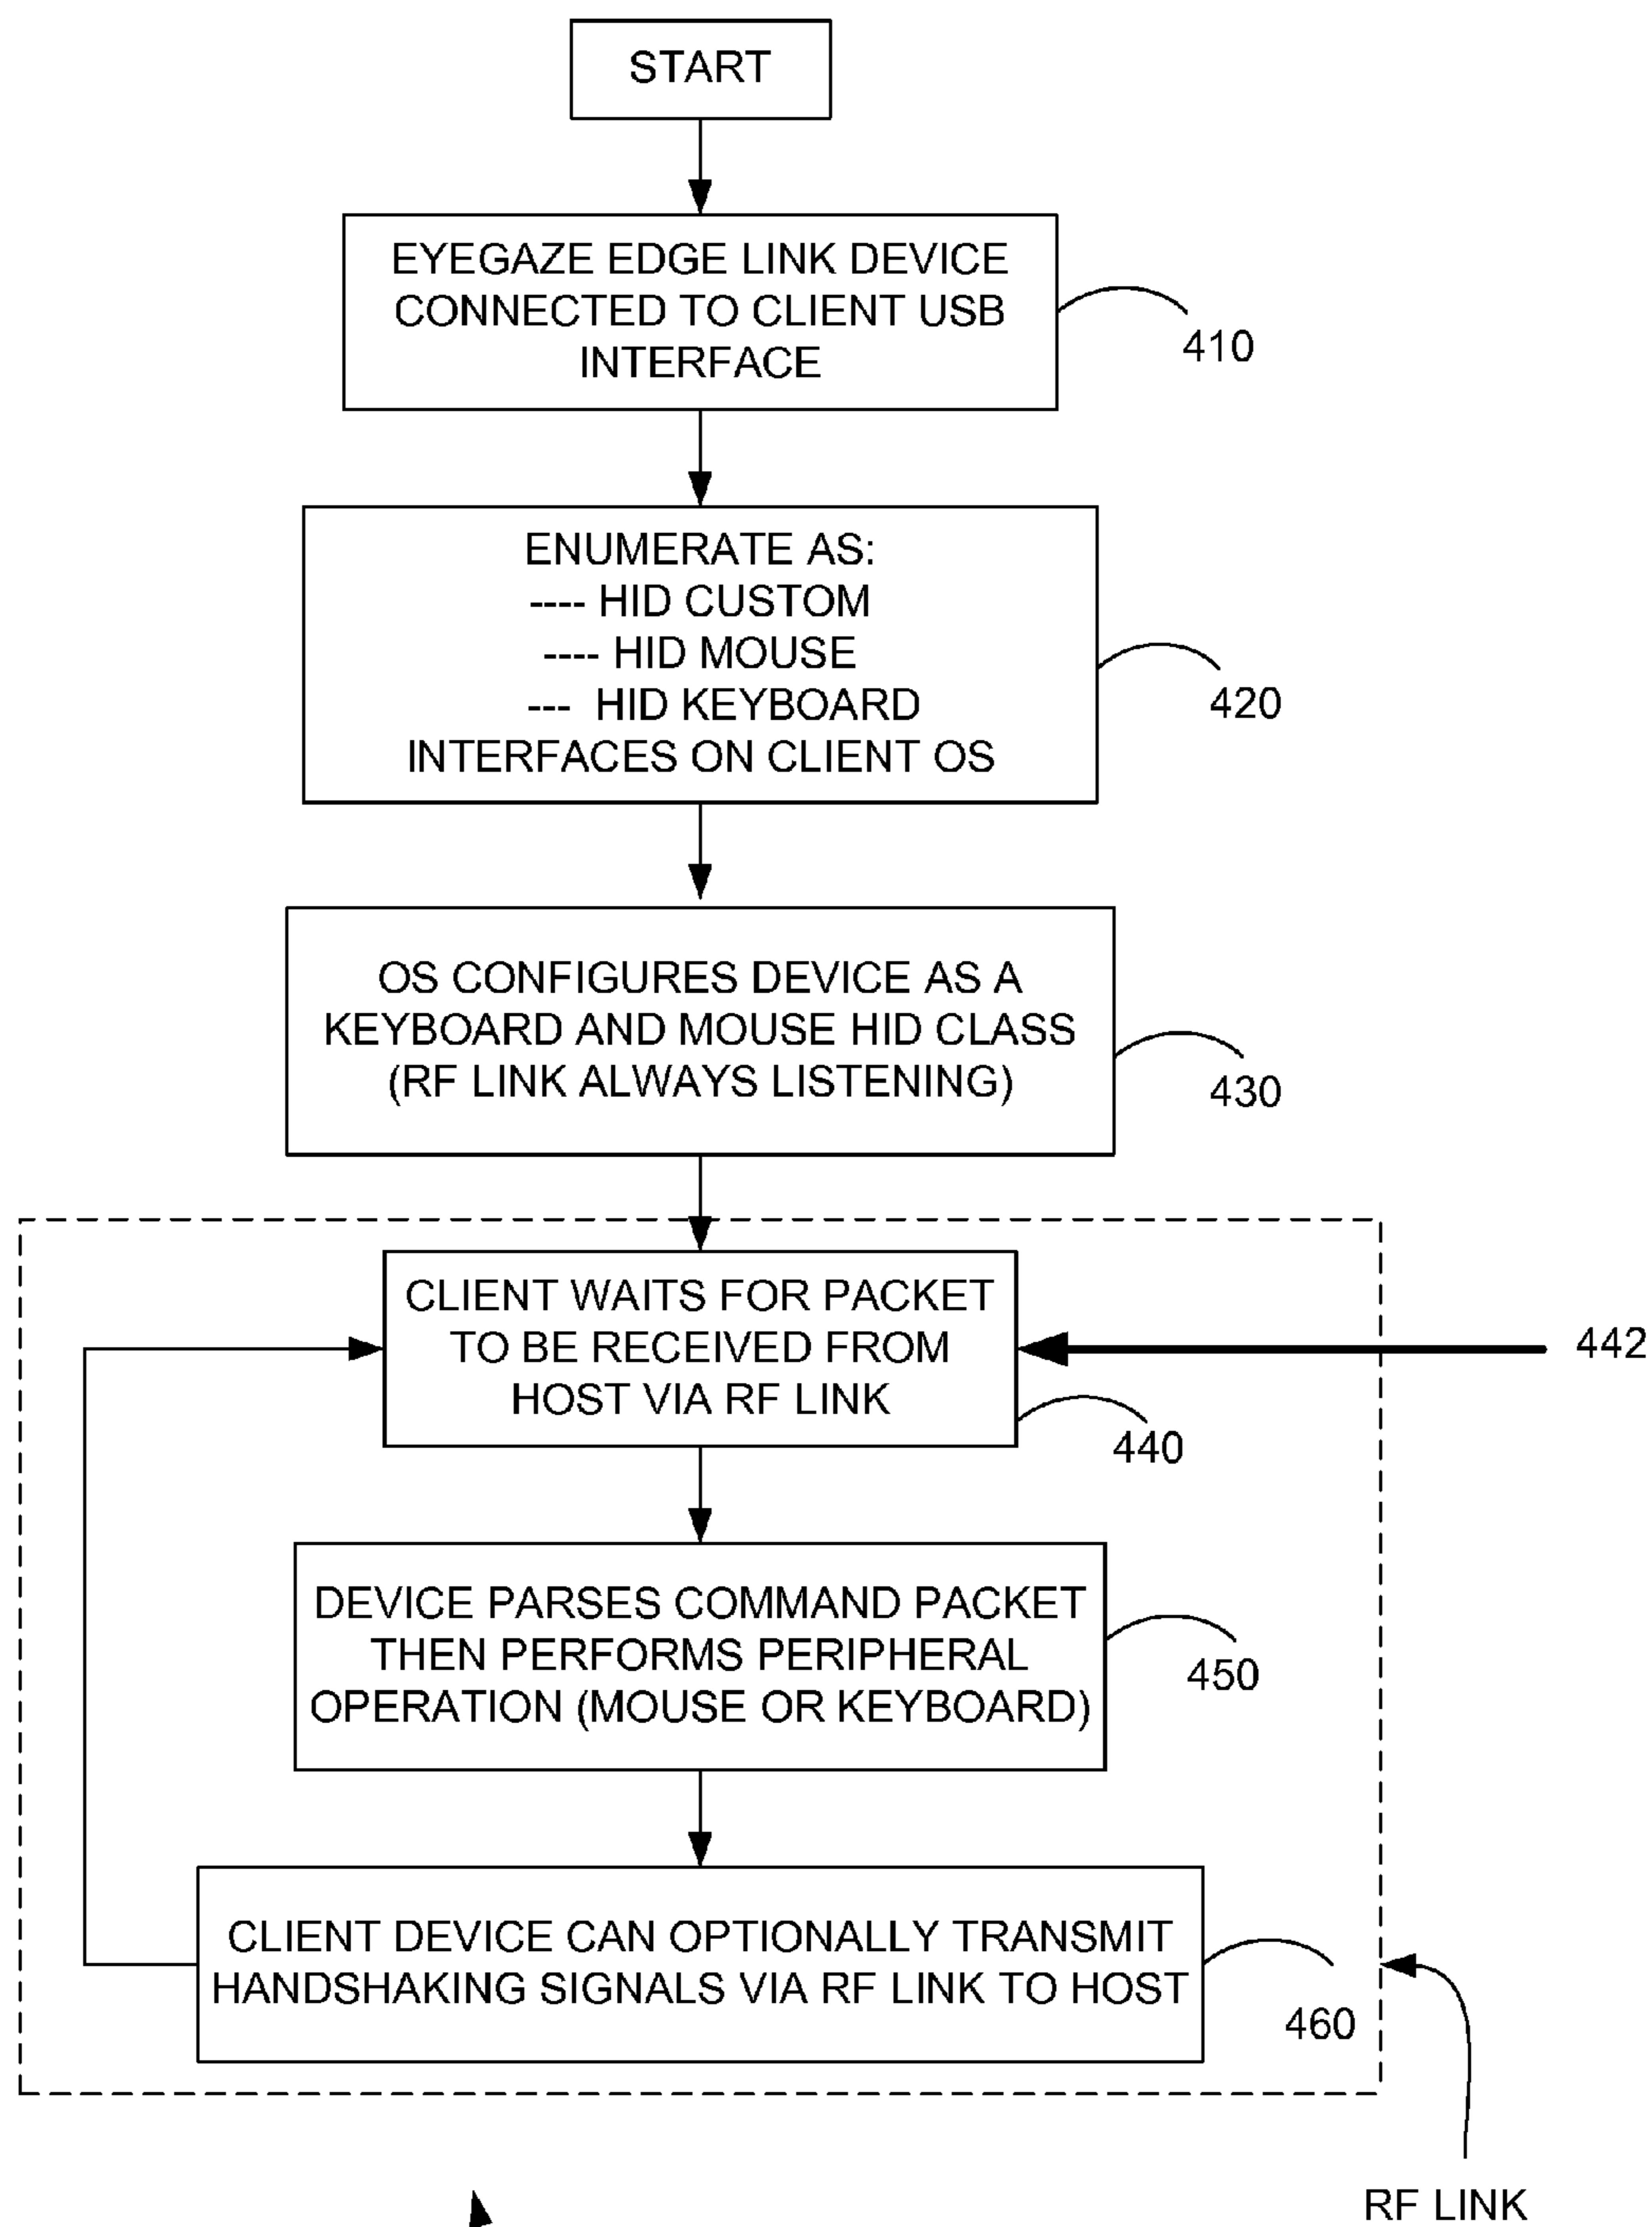 START
EYEGAZE EDGE LINK DEVICE
CONNECTED TO CLIENT USB
INTERFACE
410
ENUMERATE AS:
---- HID CUSTOM
---- HID MOUSE
--- HID KEYBOARD
INTERFACES ON CLIENT OS
420
OS CONFIGURES DEVICE AS A
KEYBOARD AND MOUSE HID CLASS
(RF LINK ALWAYS LISTENING)
430
CLIENT WAITS FOR PACKET
TO BE RECEIVED FROM
HOST VIA RF LINK
442
440
DEVICE PARSES COMMAND PACKET
THEN PERFORMS PERIPHERAL
OPERATION (MOUSE OR KEYBOARD)
450
CLIENT DEVICE CAN OPTIONALLY TRANSMIT
HANDSHAKING SIGNALS VIA RF LINK TO HOST
460
RF LINK